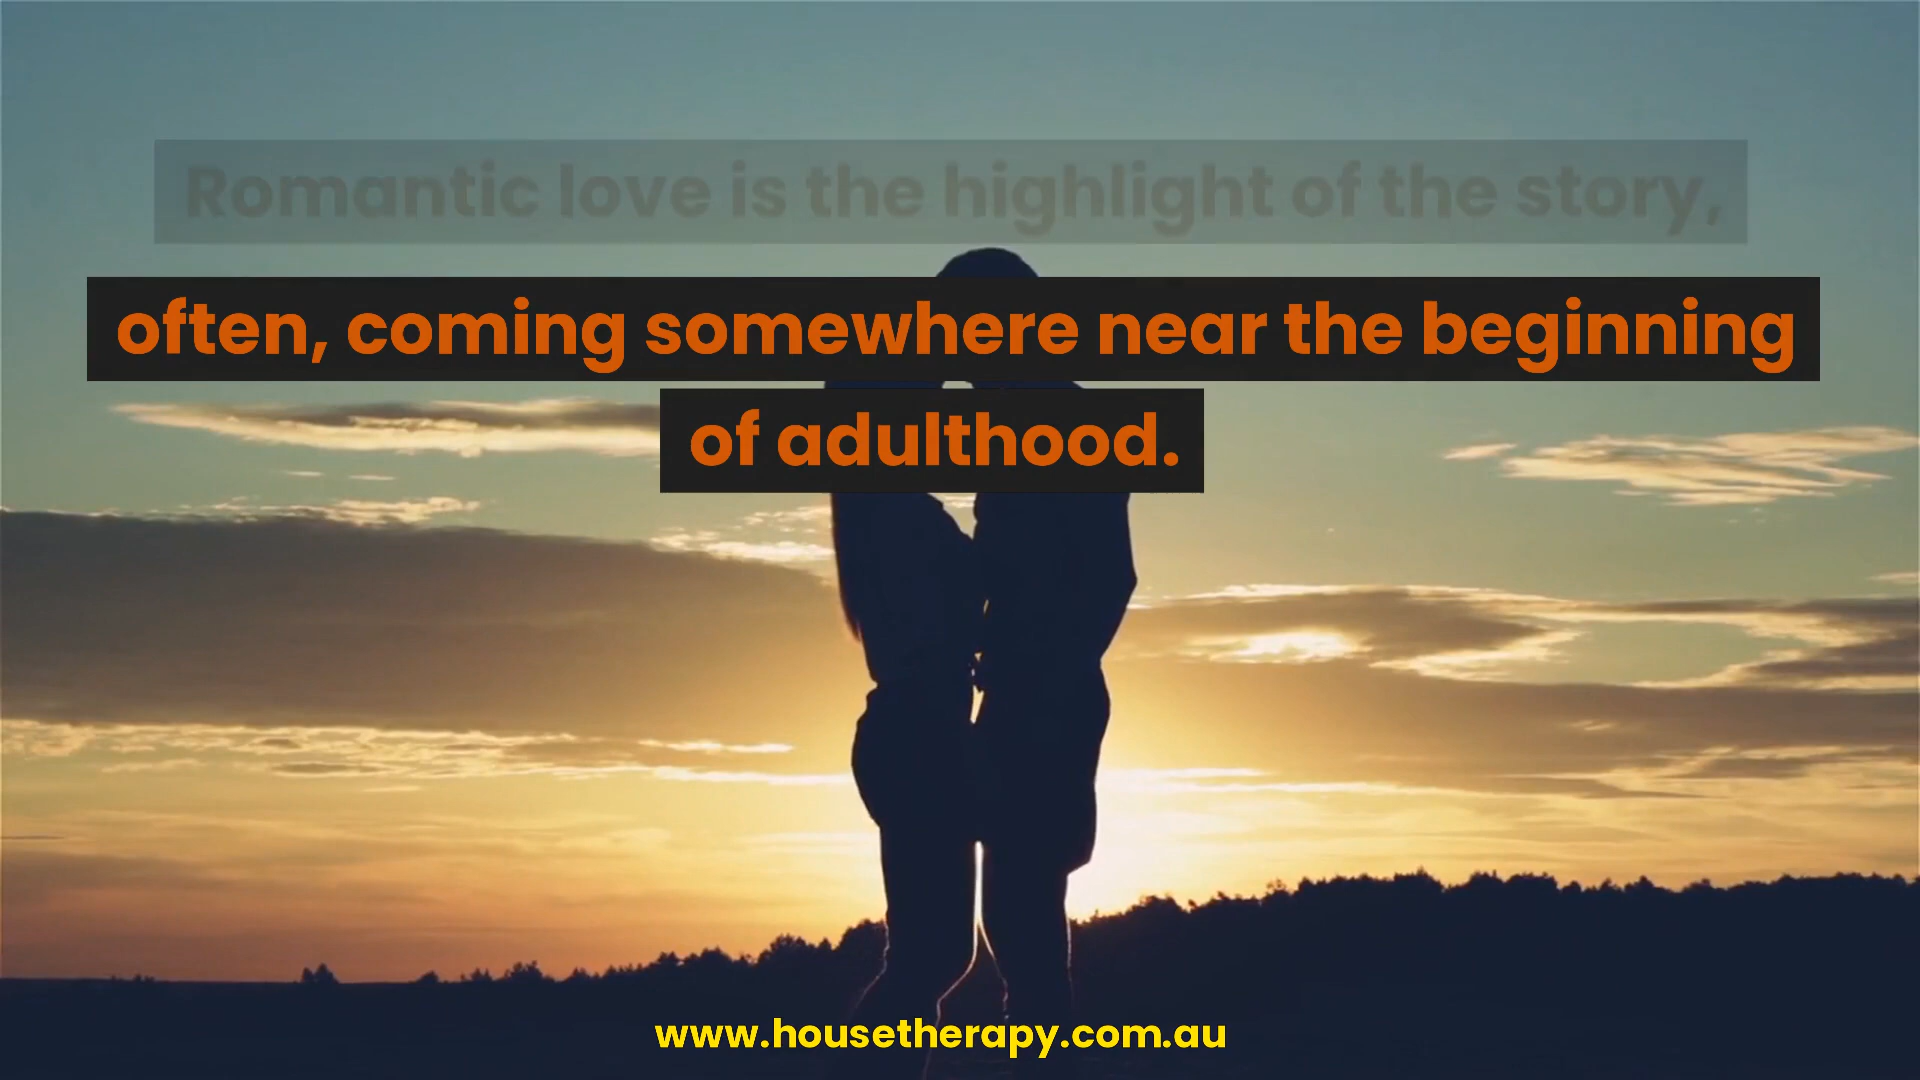 Romantic love is the highlight of the story,
often, coming somewhere near the beginning
of adulthood.
www.housetherapy.com.au